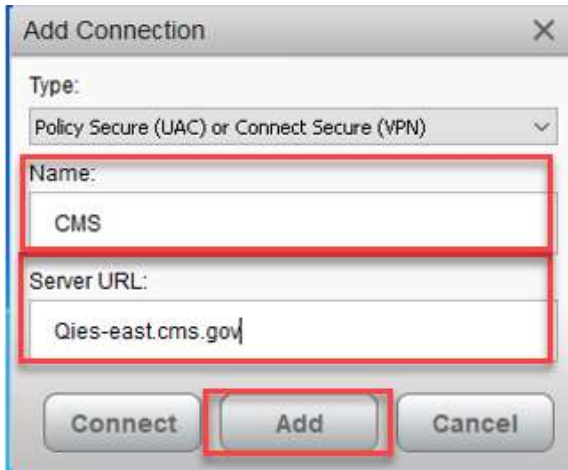 Add Connection
Type:
Policy Secure (UAC) or Connect Secure (VPN)
Name:
CMS
Server URL:
Qies-east.cms.gov
Connect Add Cancel